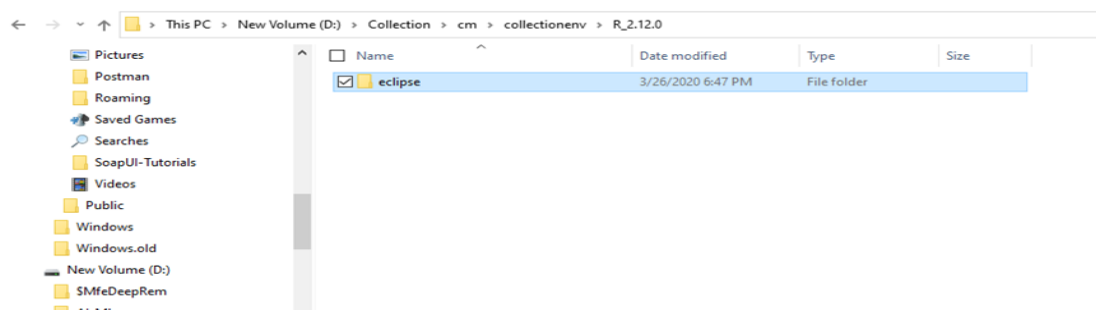 This PC > New Volume (D:) > Collection > cm > collectionenv > R_2.12.0
Pictures
Postman
Roaming
Saved Games
Searches
SoapUI-Tutorials
Videos
Public
Windows
Windows.old
New Volume (D:)
$MfeDeepRem
Name Date modified Type Size
eclipse 3/26/2020 6:47 PM File folder